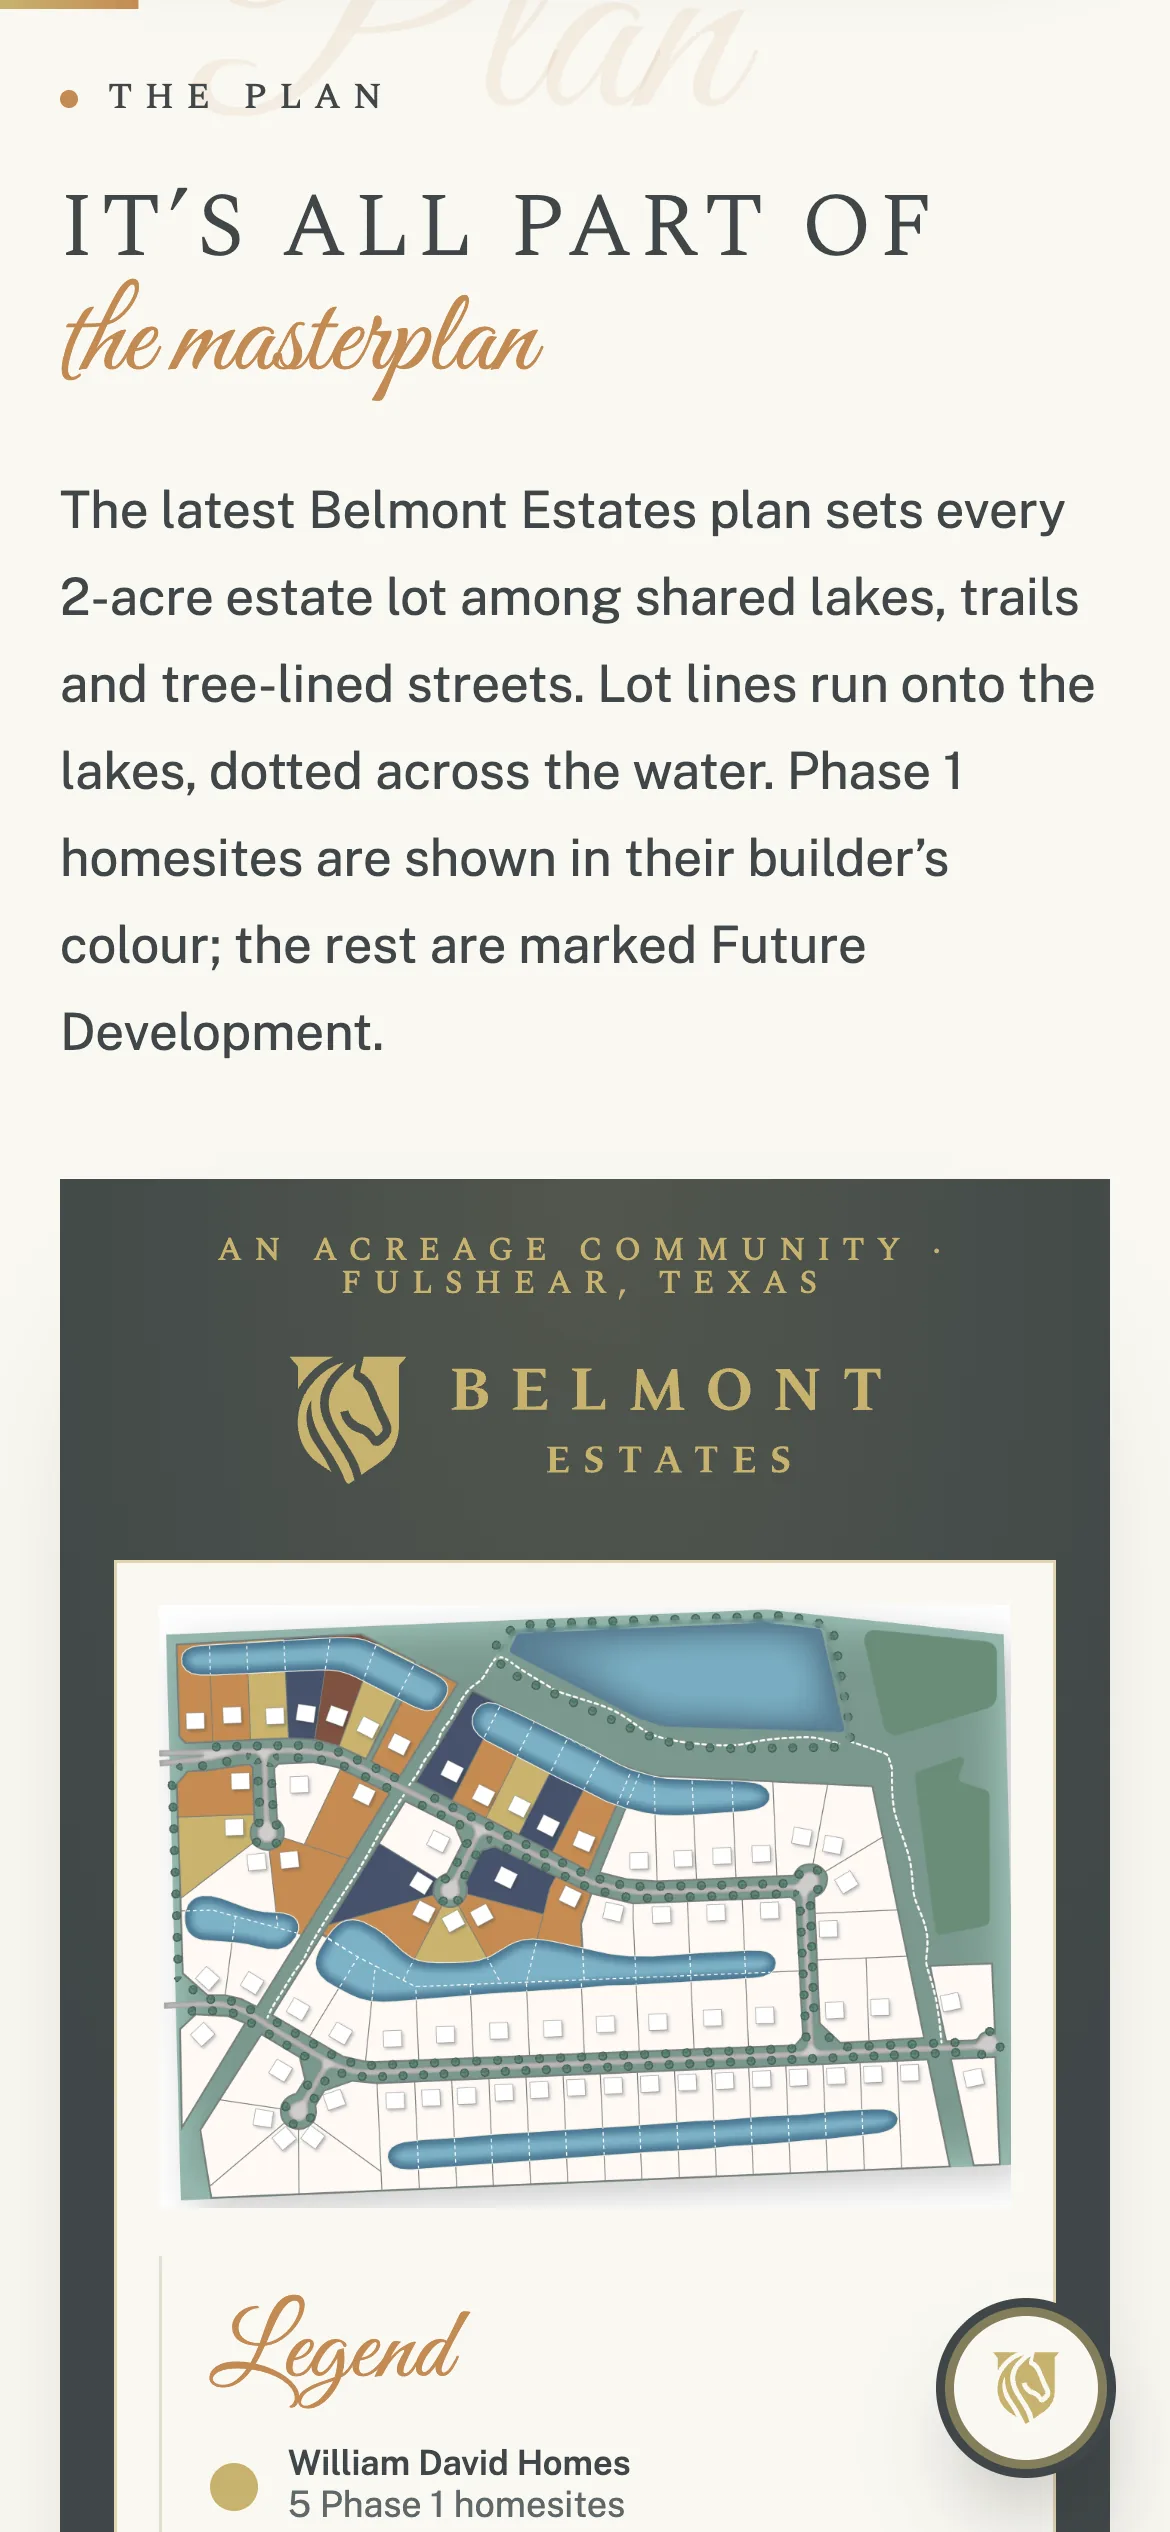 Plan
THE PLAN
IT’S ALL PART OF
the masterplan
The latest Belmont Estates plan sets every
2-acre estate lot among shared lakes, trails
and tree-lined streets. Lot lines run onto the
lakes, dotted across the water. Phase 1
homesites are shown in their builder’s
colour; the rest are marked Future
Development.
AN ACREAGE COMMUNITY ·
FULSHEAR, TEXAS
BELMONT
ESTATES
Legend
William David Homes
5 Phase 1 homesites